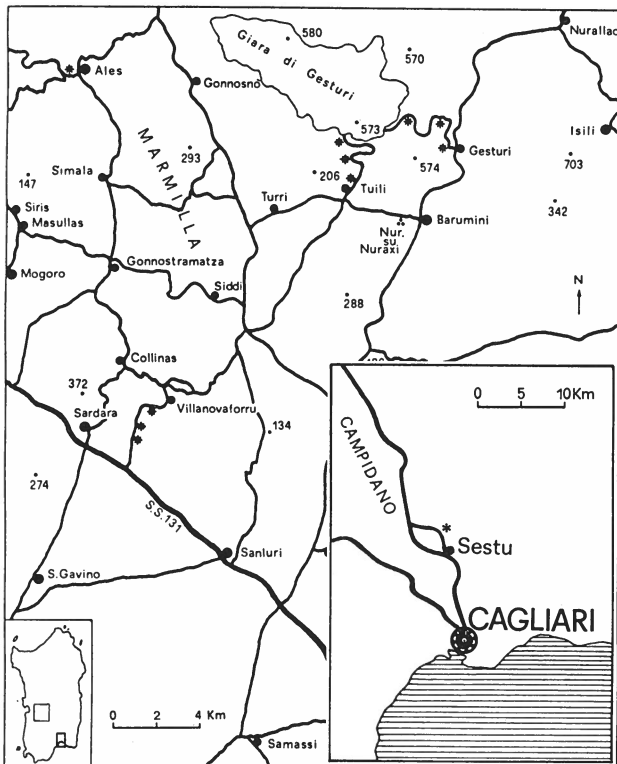 580
570
Nurallao
Giara di
Gesturi
Ales
Gonnosnò
573
Isili
MARMILLA
293
Gesturi
703
574
147
Simala
206
Tuili
342
Siris
Turri
Masullas
Barumini
Nur.
su
Nuraxi
Mogoro
Gonnostramatza
Siddi
288
N
Collinas
372
Villanovaforru
Sardara
134
274
S.S.131
Sanluri
S.Gavino
0 2 4 Km
Samassi
0 5 10Km
CAMPIDANO
Sestu
CAGLIARI